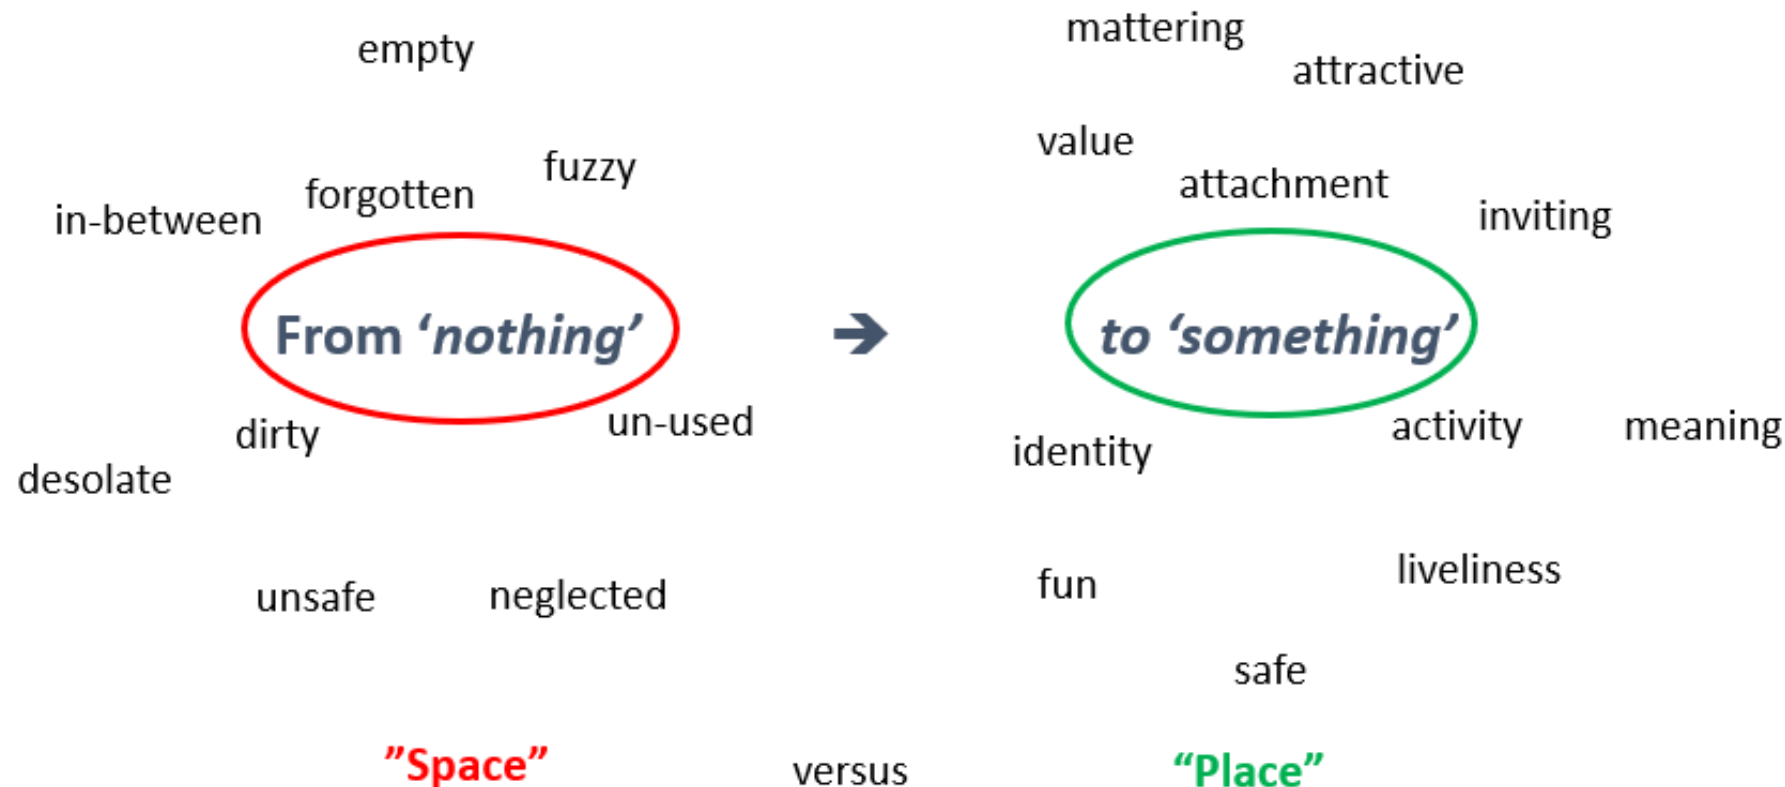 empty
fuzzy
forgotten
in-between
From ‘nothing’
dirty
un-used
desolate
unsafe
neglected
”Space”
➔
versus
mattering
attractive
value
attachment
inviting
to ‘something’
activity
meaning
identity
liveliness
fun
safe
“Place”